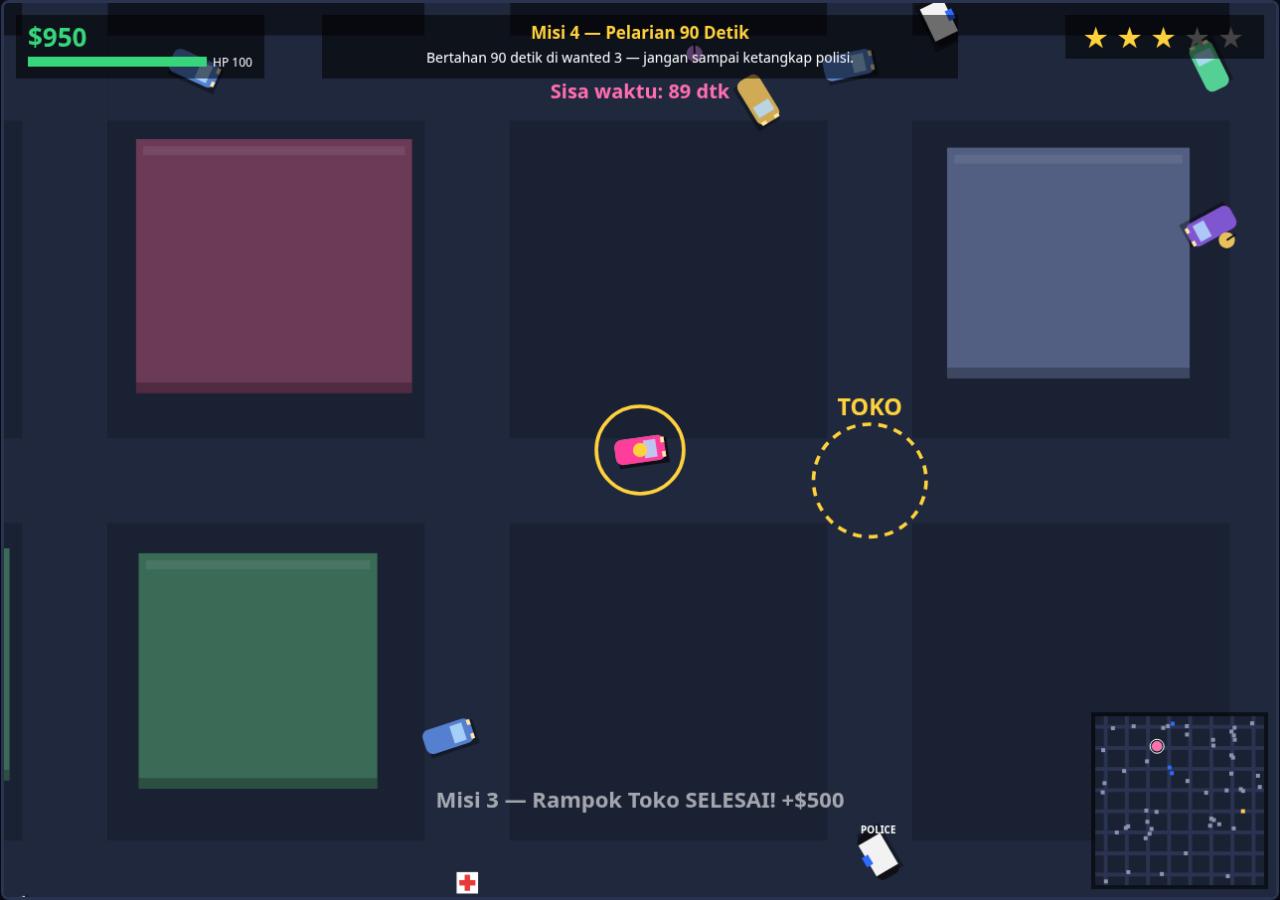 $950
HP 100
Misi 4 — Pelarian 90 Detik
Bertahan 90 detik di wanted 3 — jangan sampai ketangkap polisi.
Sisa waktu: 89 dtk
TOKO
Misi 3 — Rampok Toko SELESAI! +$500
POLICE